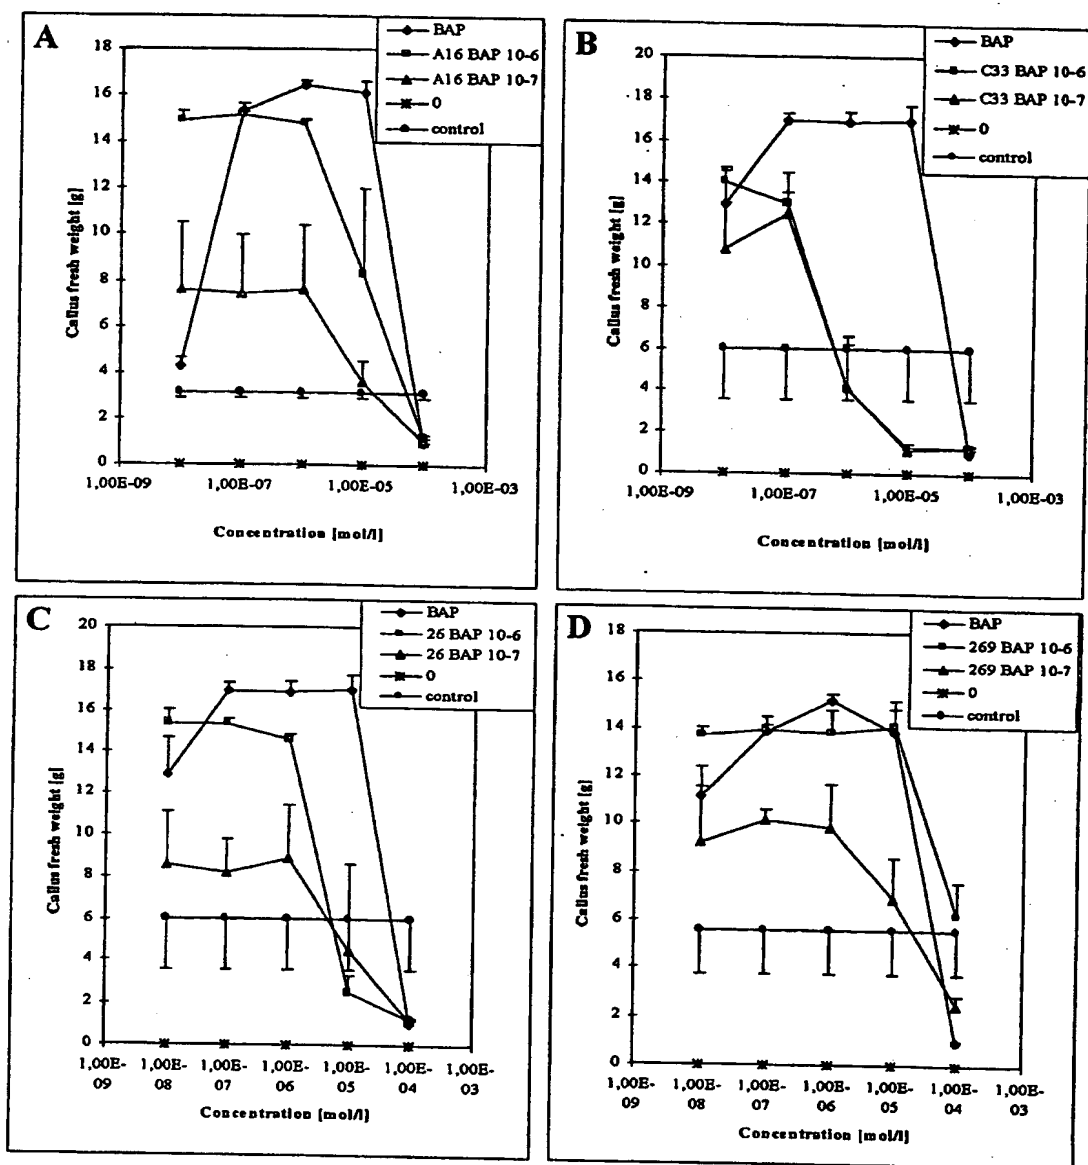 A
BAP
A16 BAP 10-6
A16 BAP 10-7
0
control
18
16
14
12
10
8
6
4
2
0
Callus fresh weight [g]
1,00E-09 1,00E-07 1,00E-05 1,00E-03
Concentration [mol/l]
B
BAP
C33 BAP 10-6
C33 BAP 10-7
0
control
20
18
16
14
12
10
8
6
4
2
0
Callus fresh weight [g]
1,00E-09 1,00E-07 1,00E-05 1,00E-03
Concentration [mol/l]
C
BAP
26 BAP 10-6
26 BAP 10-7
0
control
20
18
16
14
12
10
8
6
4
2
0
Callus fresh weight [g]
1,00E- 1,00E- 1,00E- 1,00E- 1,00E- 1,00E- 1,00E-
09 08 07 06 05 04 03
Concentration [mol/l]
D
BAP
269 BAP 10-6
269 BAP 10-7
0
control
18
16
14
12
10
8
6
4
2
0
Callus fresh weight [g]
1,00E- 1,00E- 1,00E- 1,00E- 1,00E- 1,00E- 1,00E-
09 08 07 06 05 04 03
Concentration [mol/l]